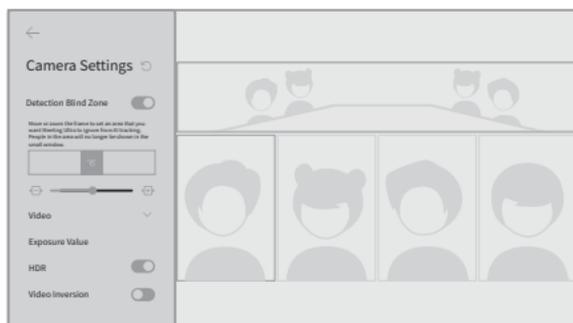 Camera Settings
Detection Blind Zone
Move or zoom the frame to set an area that you
want Meeting Ultra to ignore from AI tracking.
People in the area will no longer be shown in the
small window.
Video
Exposure Value
HDR
Video Inversion